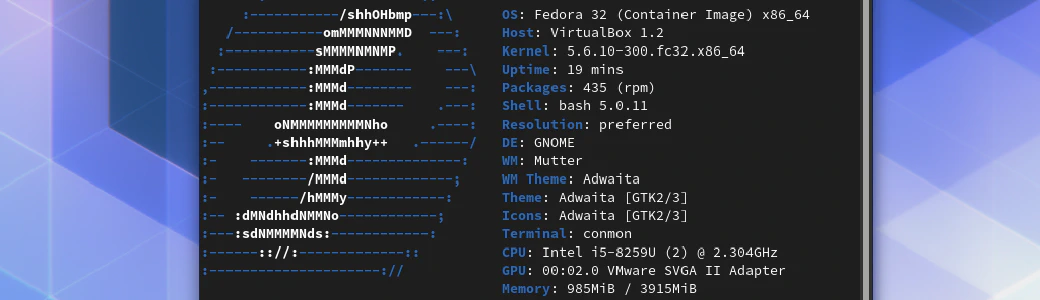 :-----------/shhOHbmp---:\ OS: Fedora 32 (Container Image) x86_64
/-----------omMMMNNNMMD ---: Host: VirtualBox 1.2
:-----------sMMMMNMNMP. ---: Kernel: 5.6.10-300.fc32.x86_64
:-----------:MMMdP------- ---\ Uptime: 19 mins
,------------:MMMd-------- ---: Packages: 435 (rpm)
:------------:MMMd------- .---: Shell: bash 5.0.11
:---- oNMMMMMMMMMNho .----: Resolution: preferred
:-- .+shhhMMMmhhy++ .------/ DE: GNOME
:- -------:MMMd--------------: WM: Mutter
:- --------/MMMd-------------; WM Theme: Adwaita
:- ------/hMMMy------------: Theme: Adwaita [GTK2/3]
:-- :dMNdhhdNMMNo------------; Icons: Adwaita [GTK2/3]
:---:sdNMMMMNds:------------: Terminal: conmon
:------:://:-------------:: CPU: Intel i5-8259U (2) @ 2.304GHz
:---------------------:// GPU: 00:02.0 VMware SVGA II Adapter
Memory: 985MiB / 3915MiB